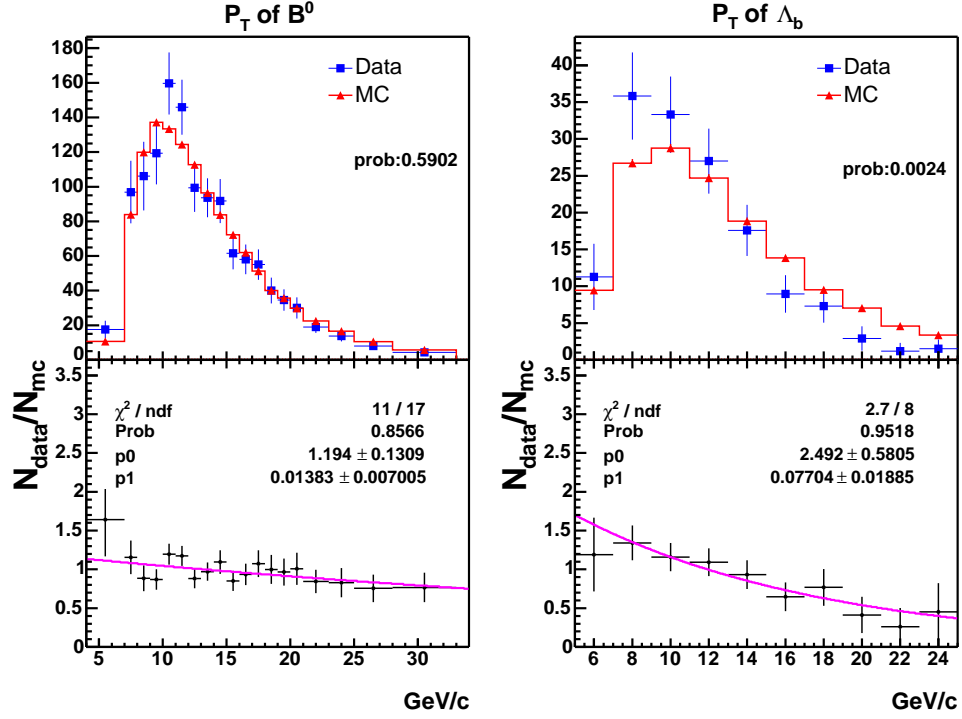 P_T of B^0
180
160
140
120
100
80
60
40
20
0
Data
MC
prob:0.5902
N_data/N_mc
3.5
3
2.5
2
1.5
1
0.5
0
χ² / ndf 11 / 17
Prob 0.8566
p0 1.194 ± 0.1309
p1 0.01383 ± 0.007005
5 10 15 20 25 30
GeV/c
P_T of Λ_b
40
35
30
25
20
15
10
5
0
Data
MC
prob:0.0024
N_data/N_mc
3.5
3
2.5
2
1.5
1
0.5
0
χ² / ndf 2.7 / 8
Prob 0.9518
p0 2.492 ± 0.5805
p1 0.07704 ± 0.01885
6 8 10 12 14 16 18 20 22 24
GeV/c